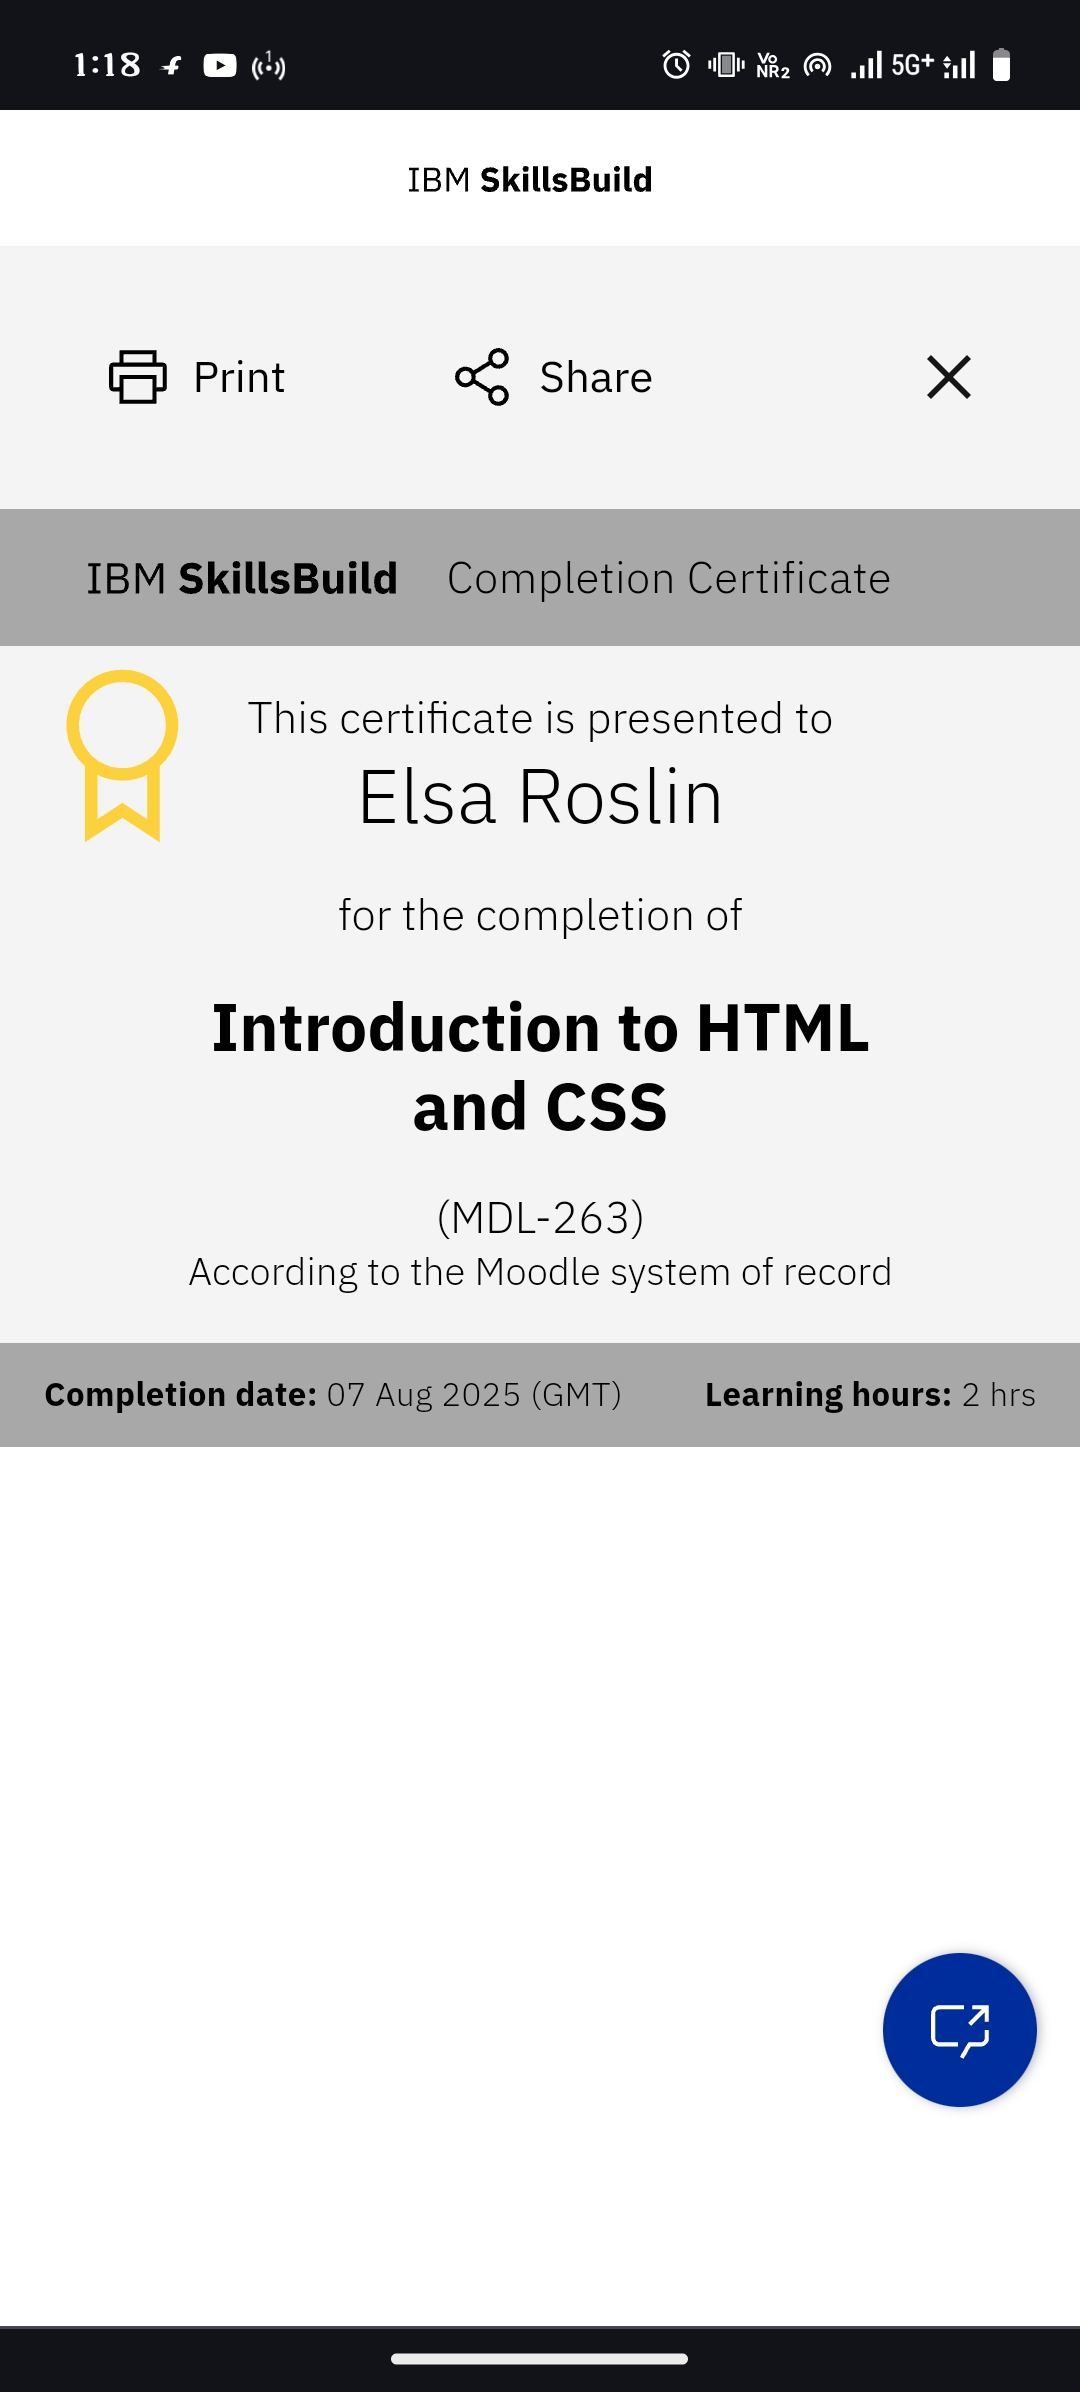 1:18
Vo
NR2
5G+
IBM SkillsBuild
Print
Share
IBM SkillsBuild Completion Certificate
This certificate is presented to
Elsa Roslin
for the completion of
Introduction to HTML
and CSS
(MDL-263)
According to the Moodle system of record
Completion date: 07 Aug 2025 (GMT) Learning hours: 2 hrs